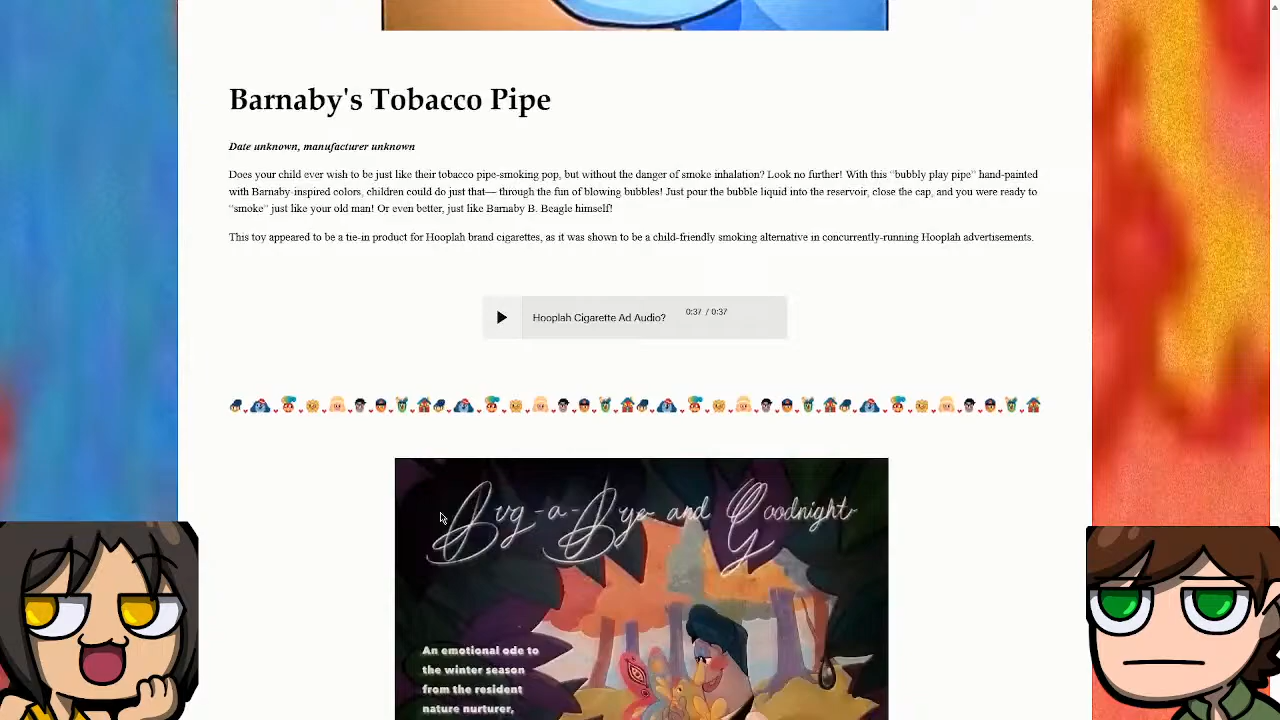 Barnaby's Tobacco Pipe
Date unknown, manufacturer unknown
Does your child ever wish to be just like their tobacco pipe-smoking pop, but without the danger of smoke inhalation? Look no further! With this “bubbly play pipe” hand-painted
with Barnaby-inspired colors, children could do just that— through the fun of blowing bubbles! Just pour the bubble liquid into the reservoir, close the cap, and you were ready to
“smoke” just like your old man! Or even better, just like Barnaby B. Beagle himself!
This toy appeared to be a tie-in product for Hooplah brand cigarettes, as it was shown to be a child-friendly smoking alternative in concurrently-running Hooplah advertisements.
Hooplah Cigarette Ad Audio? 0:37 / 0:37
Bug-a-Bye and Goodnight
An emotional ode to
the winter season
from the resident
nature nurturer,